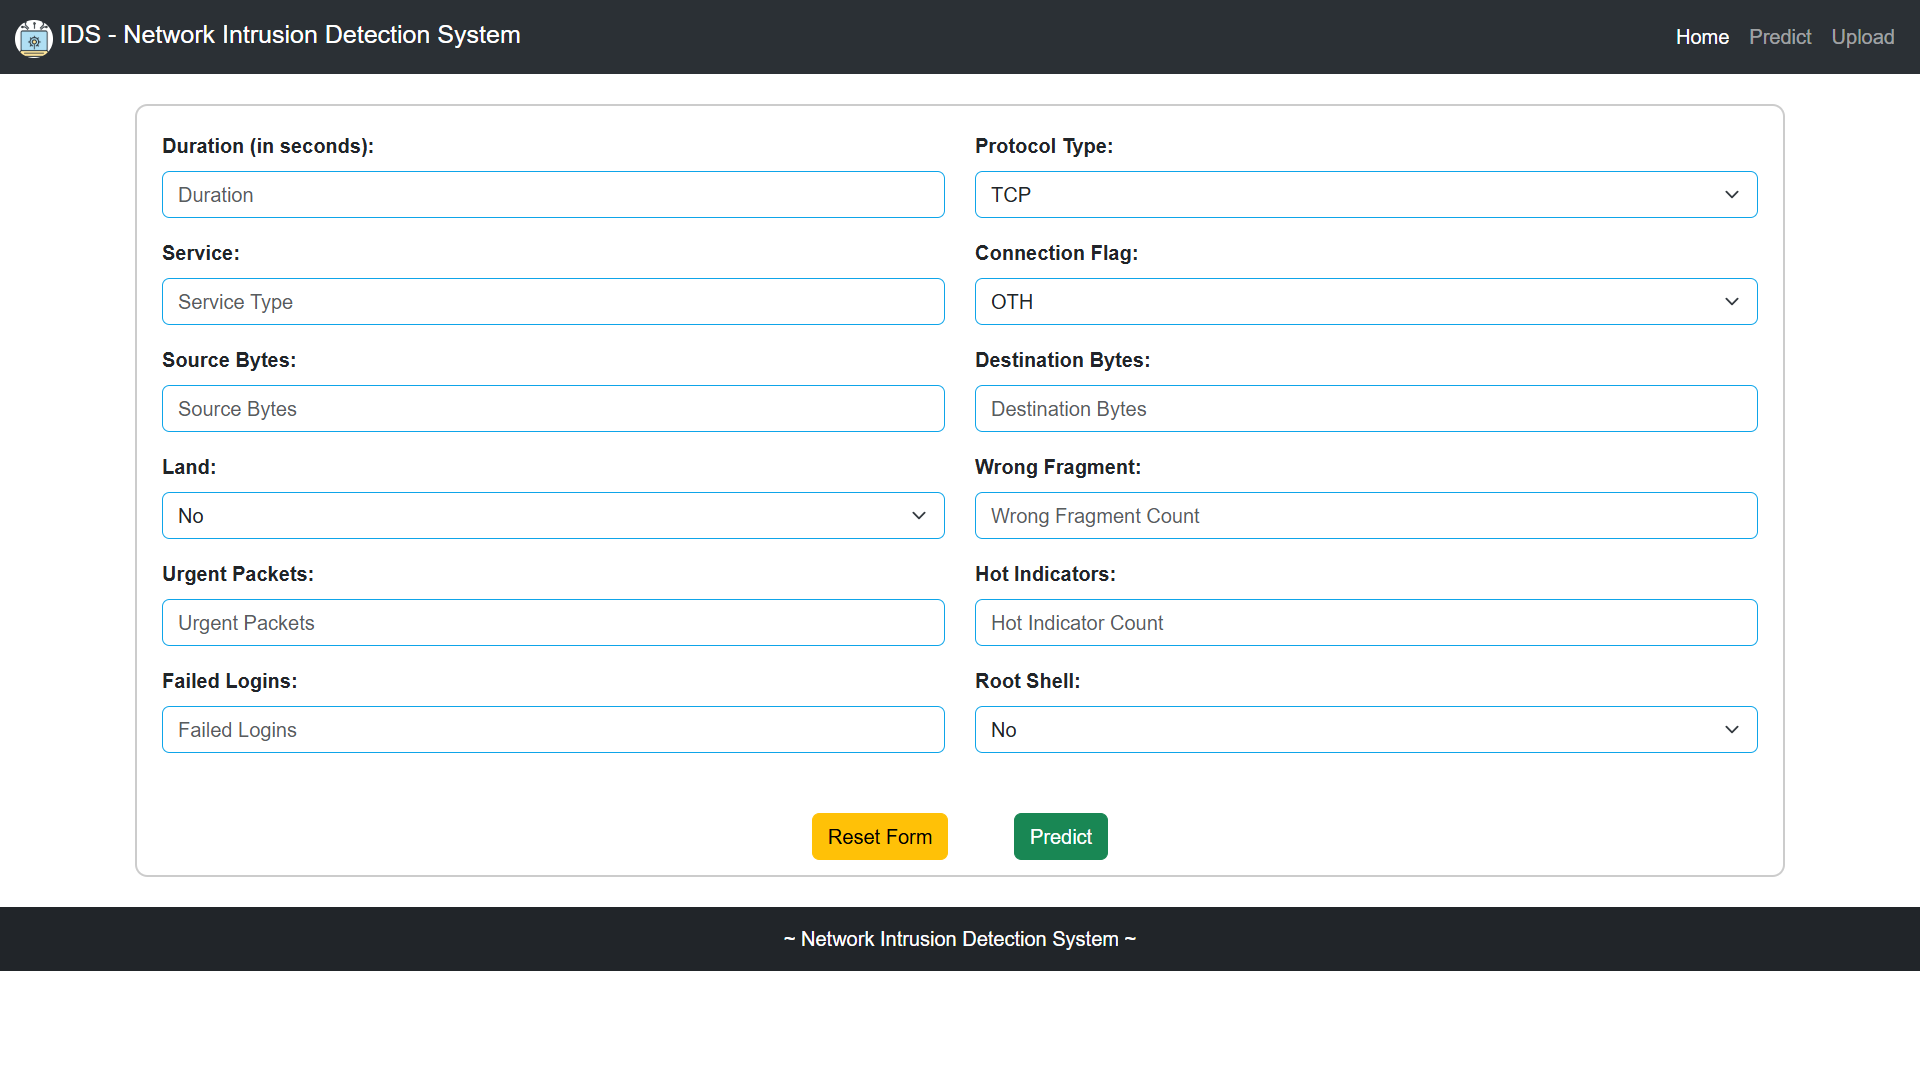 IDS - Network Intrusion Detection System
Home Predict Upload
Duration (in seconds):
Duration
Protocol Type:
TCP
Service:
Service Type
Connection Flag:
OTH
Source Bytes:
Source Bytes
Destination Bytes:
Destination Bytes
Land:
No
Wrong Fragment:
Wrong Fragment Count
Urgent Packets:
Urgent Packets
Hot Indicators:
Hot Indicator Count
Failed Logins:
Failed Logins
Root Shell:
No
Reset Form
Predict
~ Network Intrusion Detection System ~